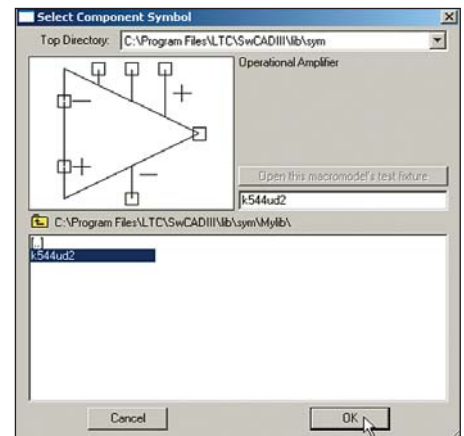 Select Component Symbol
Top Directory: C:\Program Files\LTC\SwCADIII\lib\sym
Operational Amplifier
Open this macromodel's test fixture
k544ud2
C:\Program Files\LTC\SwCADIII\lib\sym\Mylib\
[..]
k544ud2
Cancel OK